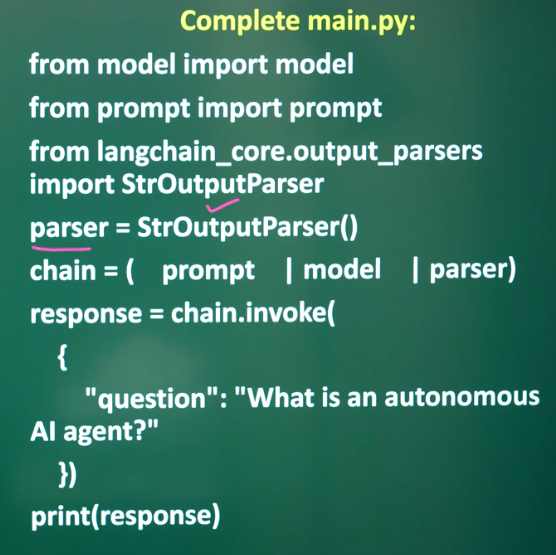 Complete main.py:
from model import model
from prompt import prompt
from langchain_core.output_parsers
import StrOutputParser
parser = StrOutputParser()
chain = ( prompt | model | parser)
response = chain.invoke(
{
"question": "What is an autonomous
AI agent?"
})
print(response)